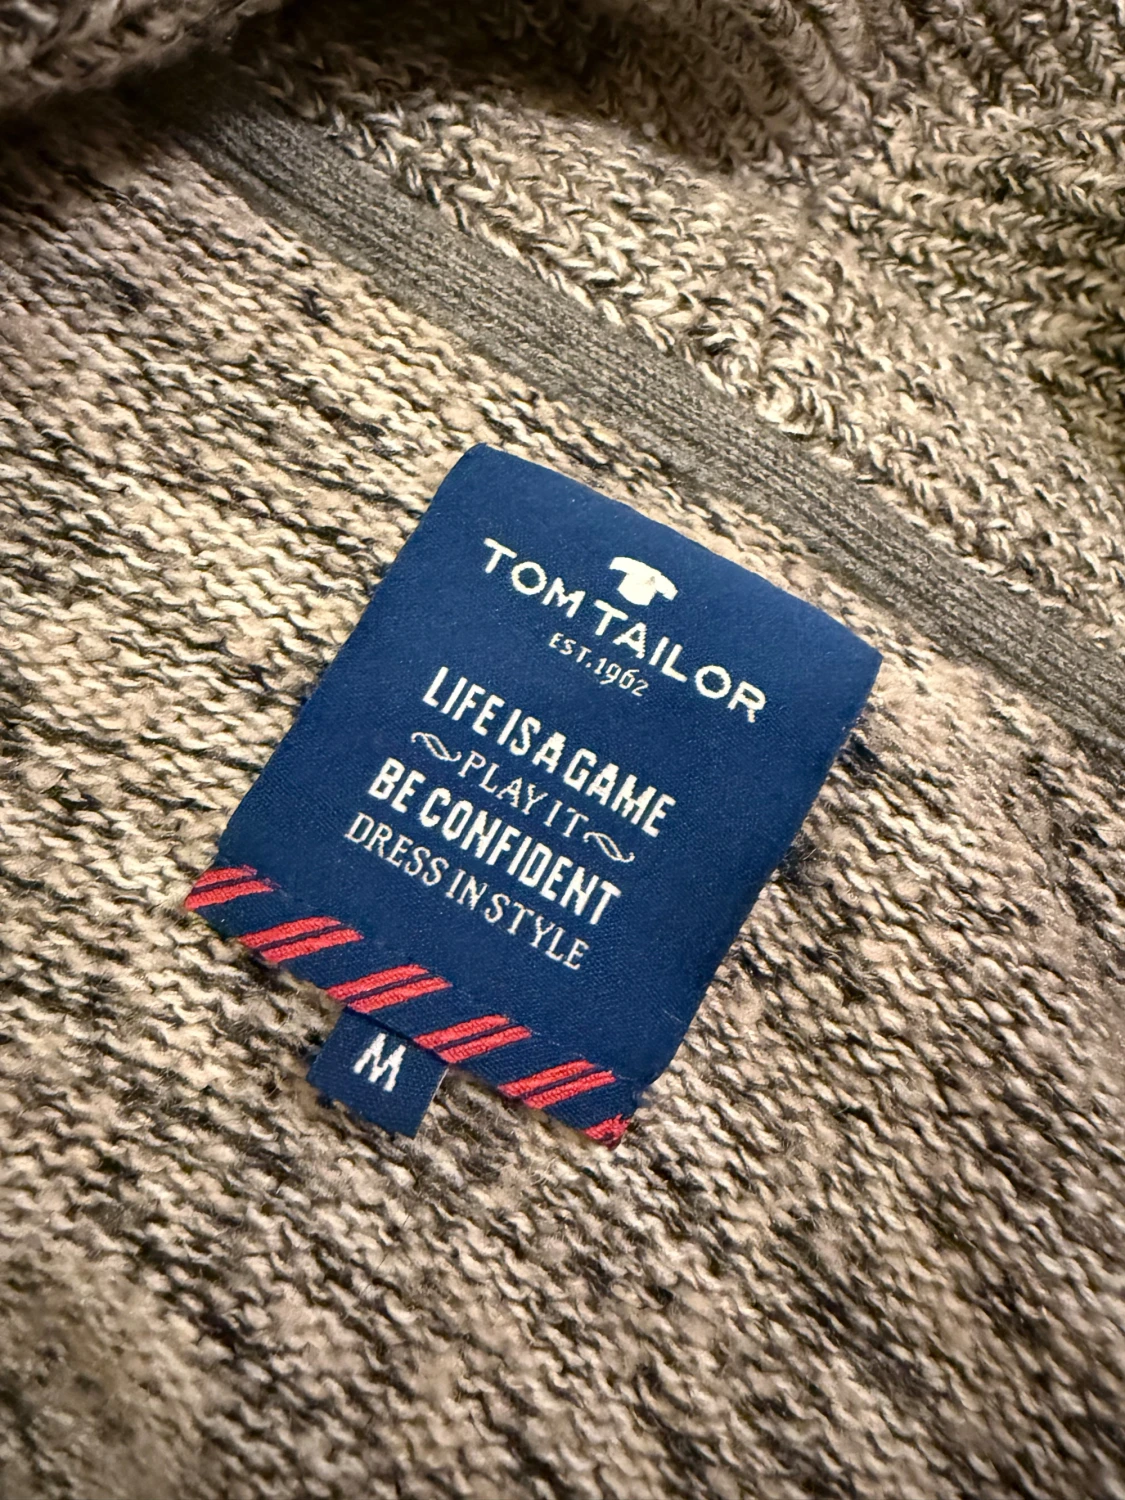 TOM TAILOR
EST.1962
LIFE IS A GAME
PLAY IT
BE CONFIDENT
DRESS IN STYLE
M